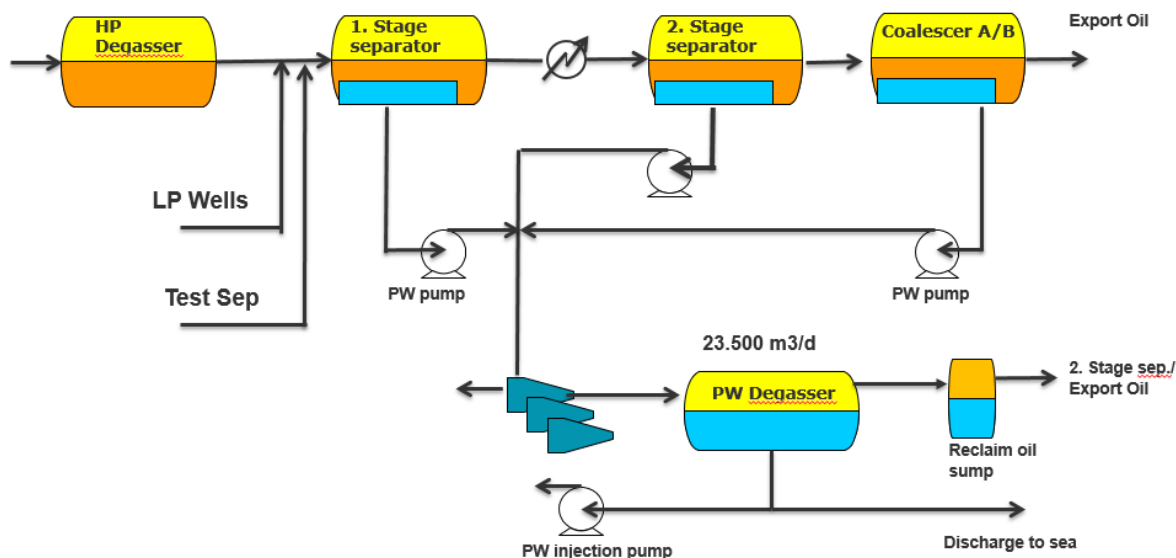 HP
Degasser
1. Stage
separator
2. Stage
separator
Coalescer A/B
Export Oil
LP Wells
Test Sep
PW pump
PW pump
23.500 m3/d
PW Degasser
2. Stage sep./
Export Oil
Reclaim oil
sump
PW injection pump
Discharge to sea